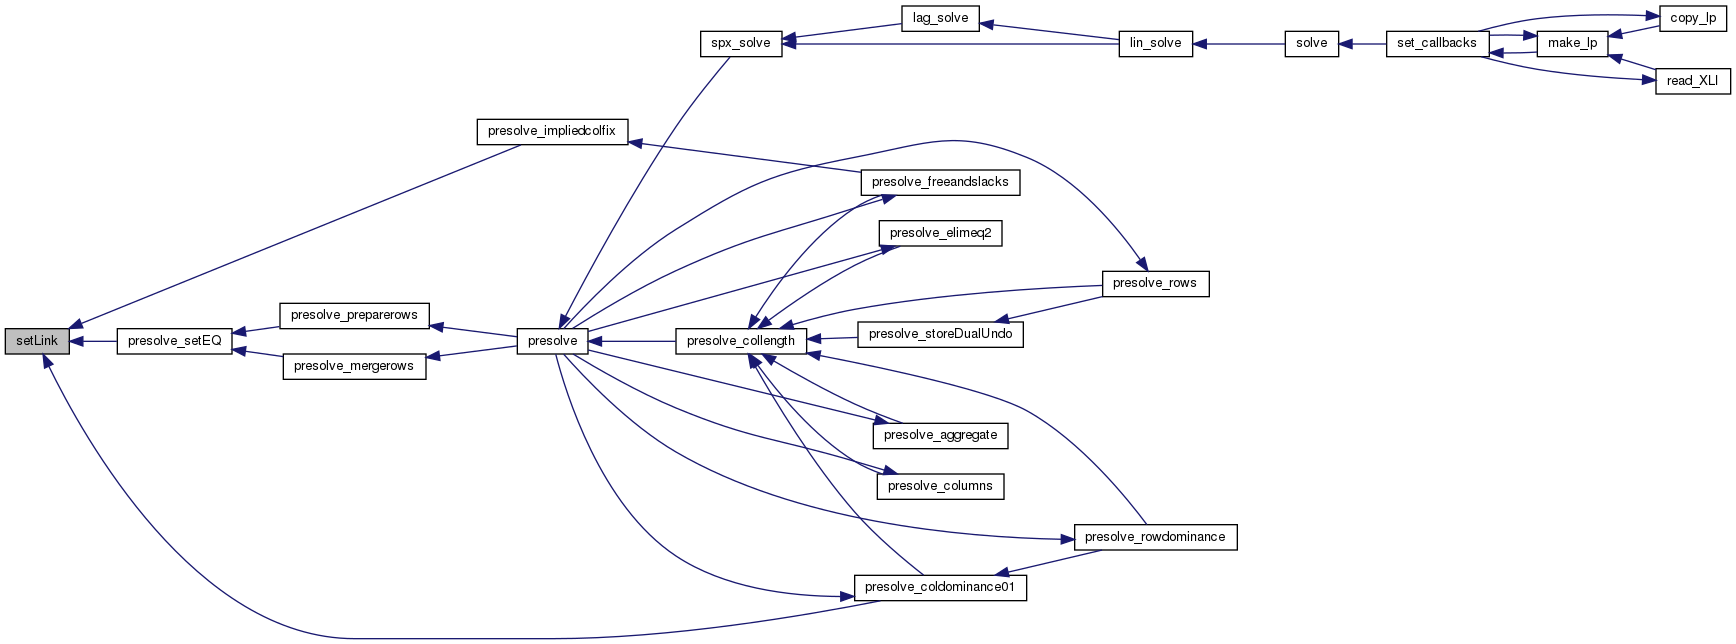 lag_solve
copy_lp
spx_solve
lin_solve
solve
set_callbacks
make_lp
read_XLI
presolve_impliedcolfix
presolve_freeandslacks
presolve_elimeq2
presolve_rows
presolve_preparerows
setLink
presolve_setEQ
presolve
presolve_collength
presolve_storeDualUndo
presolve_mergerows
presolve_aggregate
presolve_columns
presolve_rowdominance
presolve_coldominance01